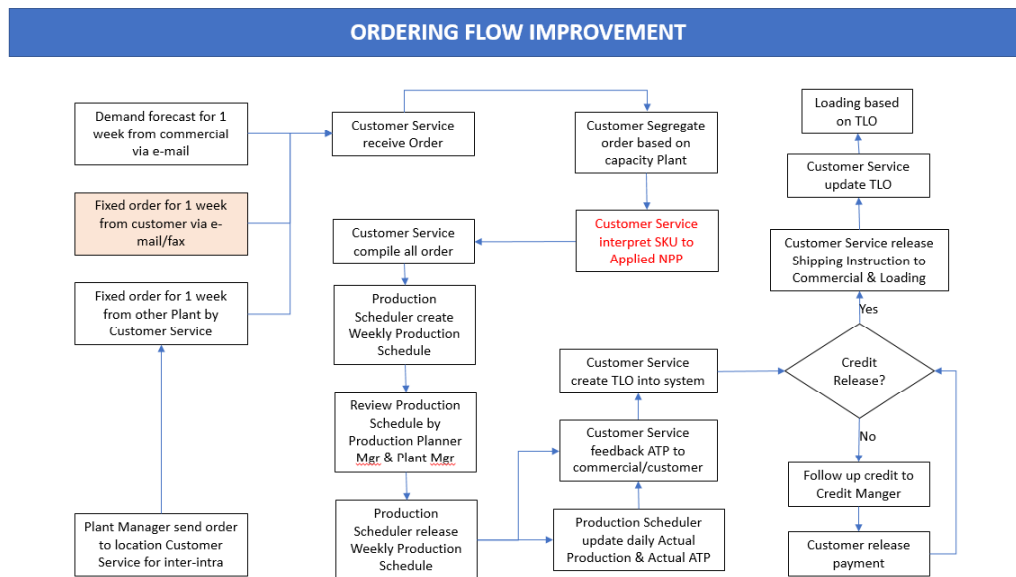 ORDERING FLOW IMPROVEMENT
Demand forecast for 1
week from commercial
via e-mail
Fixed order for 1 week
from customer via e-
mail/fax
Fixed order for 1 week
from other Plant by
Customer Service
Plant Manager send order
to location Customer
Service for inter-intra
Customer Service
receive Order
Customer Segregate
order based on
capacity Plant
Customer Service
interpret SKU to
Applied NPP
Customer Service
compile all order
Production
Scheduler create
Weekly Production
Schedule
Review Production
Schedule by
Production Planner
Mgr & Plant Mgr
Production
Scheduler release
Weekly Production
Schedule
Production Scheduler
update daily Actual
Production & Actual ATP
Customer Service
feedback ATP to
commercial/customer
Customer Service
create TLO into system
Credit
Release?
Yes
Customer Service release
Shipping Instruction to
Commercial & Loading
Customer Service
update TLO
Loading based
on TLO
No
Follow up credit to
Credit Manger
Customer release
payment